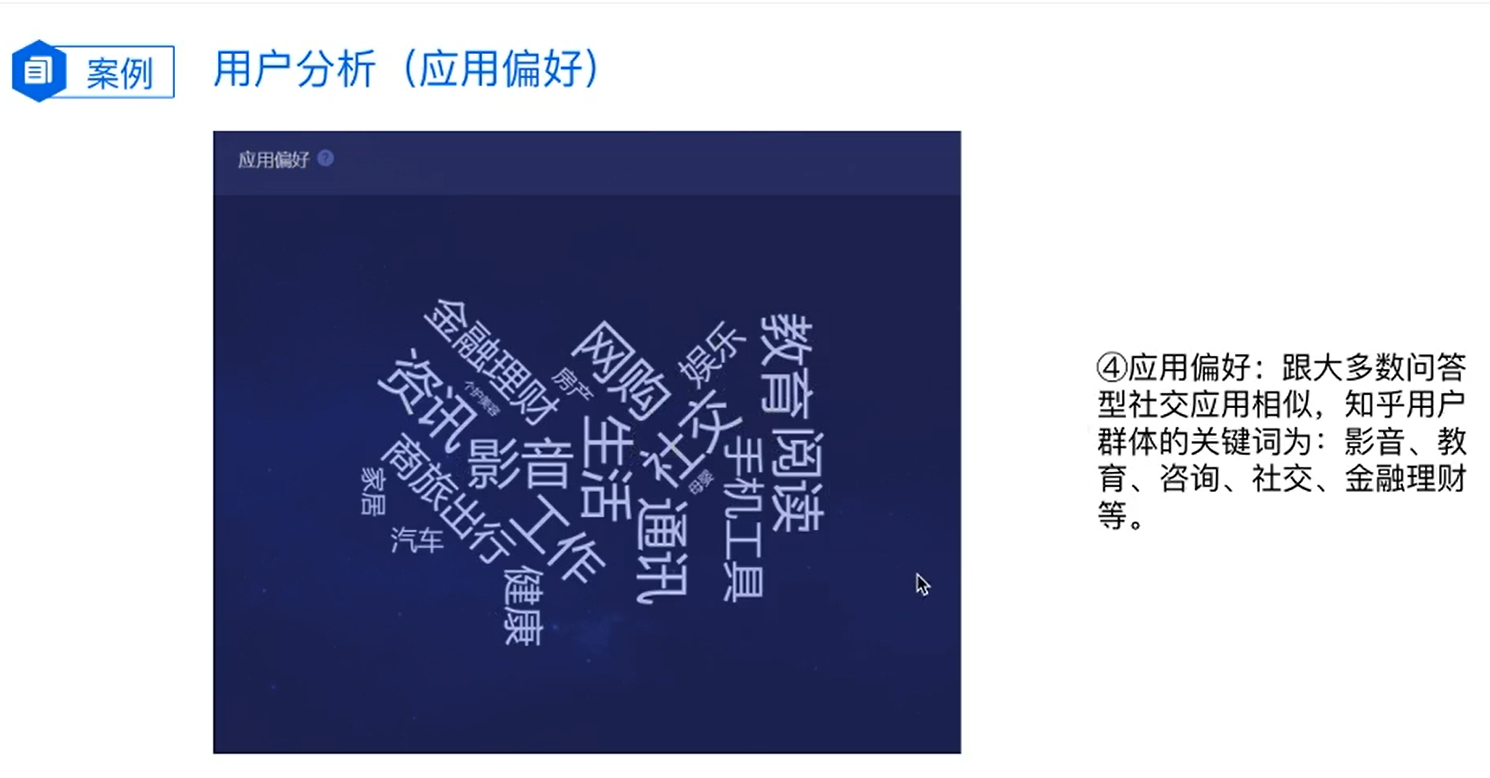 案例
用户分析（应用偏好）
应用偏好 ?
金融理财
网购
娱乐
教育阅读
房产
资讯
个护美容
社交
影音
生活
手机工具
母婴
商旅出行
家居
工作
通讯
汽车
健康
④应用偏好：跟大多数问答
型社交应用相似，知乎用户
群体的关键词为：影音、教
育、咨询、社交、金融理财
等。